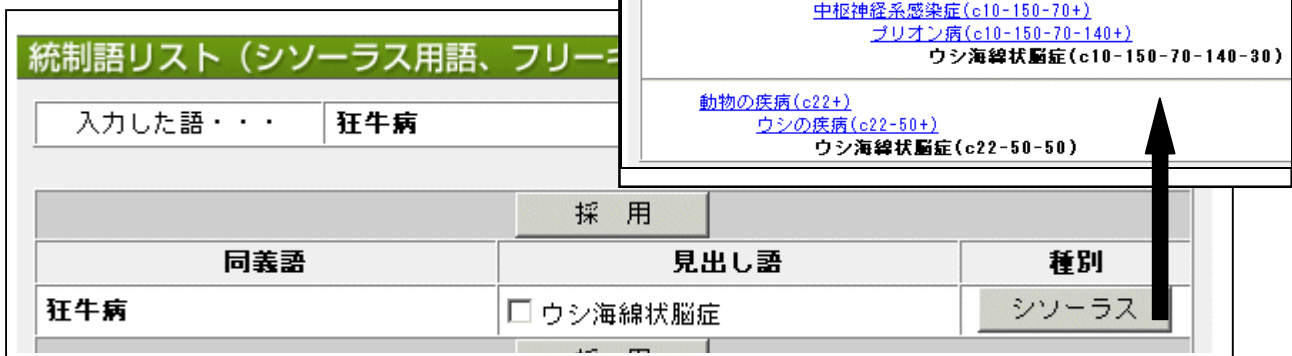 中枢神経系感染症(c10-150-70+)
プリオン病(c10-150-70-140+)
ウシ海綿状脳症(c10-150-70-140-30)
動物の疾病(c22+)
ウシの疾病(c22-50+)
ウシ海綿状脳症(c22-50-50)
統制語リスト（シソーラス用語、フリー
入力した語・・・ 狂牛病
採 用
同義語 見出し語 種別
狂牛病 ウシ海綿状脳症 シソーラス